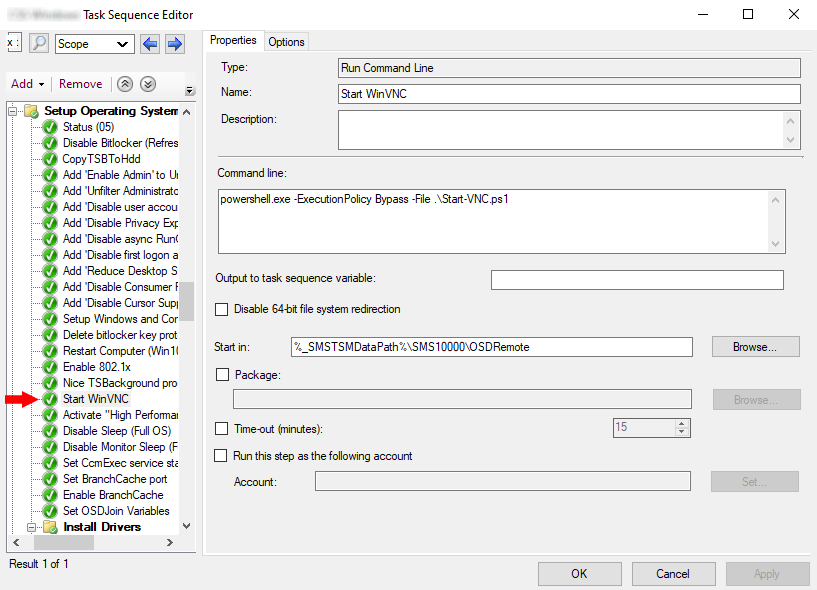 Task Sequence Editor
x
Scope
Add
Remove
Setup Operating System
Status (05)
Disable Bitlocker (Refres
CopyTSBToHdd
Add 'Enable Admin' to Un
Add 'Unfilter Administrato
Add 'Disable user accou
Add 'Disable Privacy Exp
Add 'Disable async RunO
Add 'Disable first logon a
Add 'Reduce Desktop S
Add 'Disable Consumer F
Add 'Disable Cursor Supp
Setup Windows and Con
Delete bitlocker key prot
Restart Computer (Win10
Enable 802.1x
Nice TSBackground pro
Start WinVNC
Activate "High Performan
Disable Sleep (Full OS)
Disable Monitor Sleep (F
Set CcmExec service sta
Set BranchCache port
Enable BranchCache
Set OSDJoin Variables
Install Drivers
Result 1 of 1
Properties
Options
Type:
Run Command Line
Name:
Start WinVNC
Description:
Command line:
powershell.exe -ExecutionPolicy Bypass -File .\Start-VNC.ps1
Output to task sequence variable:
Disable 64-bit file system redirection
Start in:
%_SMSTSMDataPath%\SMS10000\OSDRemote
Browse...
Package:
Browse...
Time-out (minutes):
15
Run this step as the following account
Account:
Set...
OK
Cancel
Apply